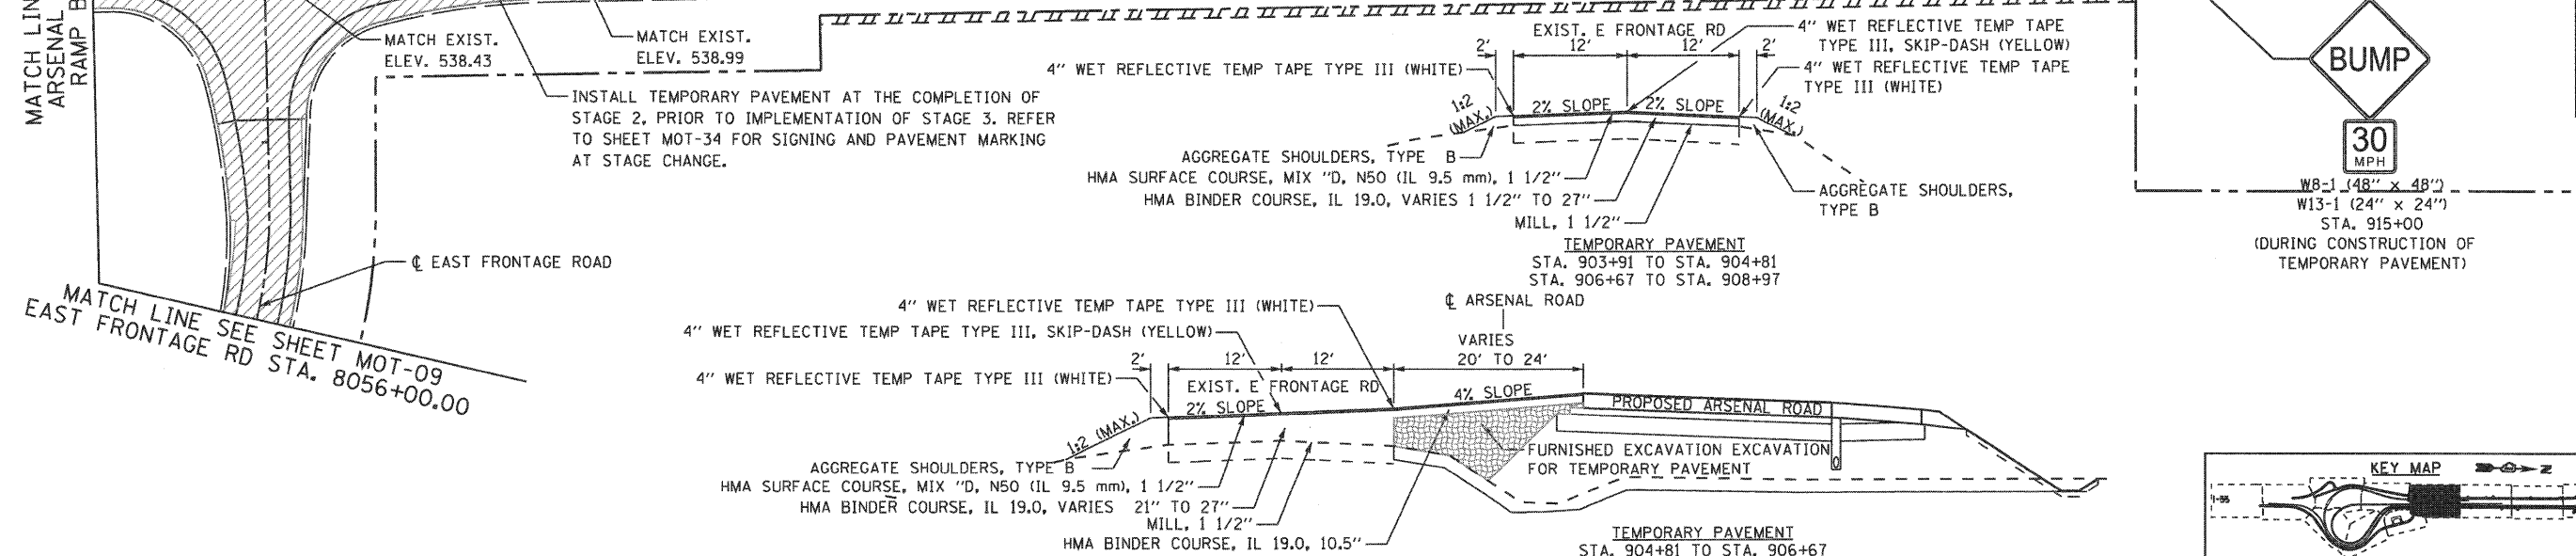 MATCH LIN
ARSENAL
RAMP B
MATCH EXIST.
ELEV. 538.43
MATCH EXIST.
ELEV. 538.99
INSTALL TEMPORARY PAVEMENT AT THE COMPLETION OF
STAGE 2, PRIOR TO IMPLEMENTATION OF STAGE 3. REFER
TO SHEET MOT-34 FOR SIGNING AND PAVEMENT MARKING
AT STAGE CHANGE.
℄ EAST FRONTAGE ROAD
MATCH LINE SEE SHEET MOT-09
EAST FRONTAGE RD STA. 8056+00.00
EXIST. E FRONTAGE RD
2' 12' 12' 2'
4" WET REFLECTIVE TEMP TAPE
TYPE III, SKIP-DASH (YELLOW)
4" WET REFLECTIVE TEMP TAPE TYPE III (WHITE)
4" WET REFLECTIVE TEMP TAPE
TYPE III (WHITE)
1:2
(MAX.)
2% SLOPE 2% SLOPE
1:2
(MAX.)
AGGREGATE SHOULDERS, TYPE B
HMA SURFACE COURSE, MIX "D, N50 (IL 9.5 mm), 1 1/2"
HMA BINDER COURSE, IL 19.0, VARIES 1 1/2" TO 27"
MILL, 1 1/2"
AGGREGATE SHOULDERS,
TYPE B
TEMPORARY PAVEMENT
STA. 903+91 TO STA. 904+81
STA. 906+67 TO STA. 908+97
℄ ARSENAL ROAD
4" WET REFLECTIVE TEMP TAPE TYPE III (WHITE)
4" WET REFLECTIVE TEMP TAPE TYPE III, SKIP-DASH (YELLOW)
4" WET REFLECTIVE TEMP TAPE TYPE III (WHITE)
VARIES
2' 12' 12' 20' TO 24'
EXIST. E FRONTAGE RD
2% SLOPE
4% SLOPE
PROPOSED ARSENAL ROAD
1:2 (MAX.)
FURNISHED EXCAVATION EXCAVATION
FOR TEMPORARY PAVEMENT
AGGREGATE SHOULDERS, TYPE B
HMA SURFACE COURSE, MIX "D, N50 (IL 9.5 mm), 1 1/2"
HMA BINDER COURSE, IL 19.0, VARIES 21" TO 27"
MILL, 1 1/2"
HMA BINDER COURSE, IL 19.0, 10.5"
TEMPORARY PAVEMENT
STA. 904+81 TO STA. 906+67
BUMP
30
MPH
W8-1 (48" x 48")
W13-1 (24" x 24")
STA. 915+00
(DURING CONSTRUCTION OF
TEMPORARY PAVEMENT)
KEY MAP
I-55